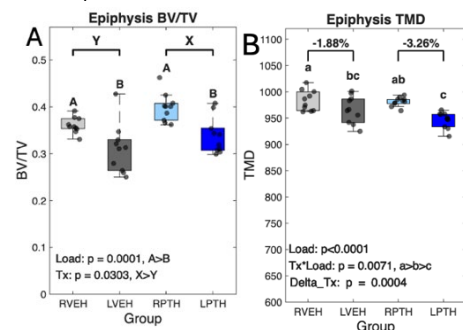 A
Epiphysis BV/TV
Y
X
A
B
A
B
0.5
0.4
0.3
0.2
0.1
0
BV/TV
Load: p = 0.0001, A>B
Tx: p = 0.0303, X>Y
RVEH LVEH RPTH LPTH
Group
B
Epiphysis TMD
-1.88%
-3.26%
a
bc
ab
c
1100
1050
1000
950
900
850
800
750
700
650
600
TMD
Load: p<0.0001
Tx*Load: p = 0.0071, a>b>c
Delta_Tx: p = 0.0004
RVEH LVEH RPTH LPTH
Group